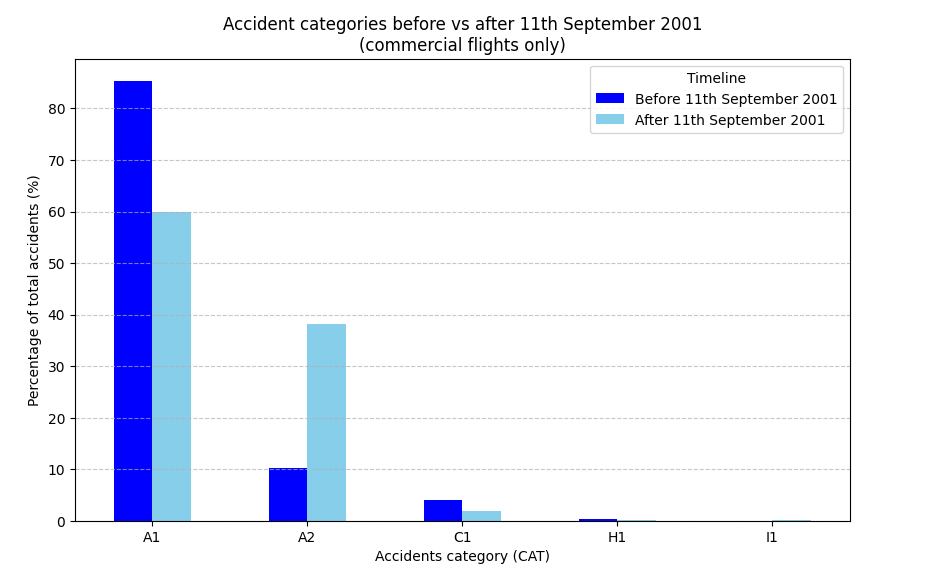 Accident categories before vs after 11th September 2001
(commercial flights only)
Timeline
Before 11th September 2001
After 11th September 2001
Percentage of total accidents (%)
80
70
60
50
40
30
20
10
0
A1 A2 C1 H1 I1
Accidents category (CAT)